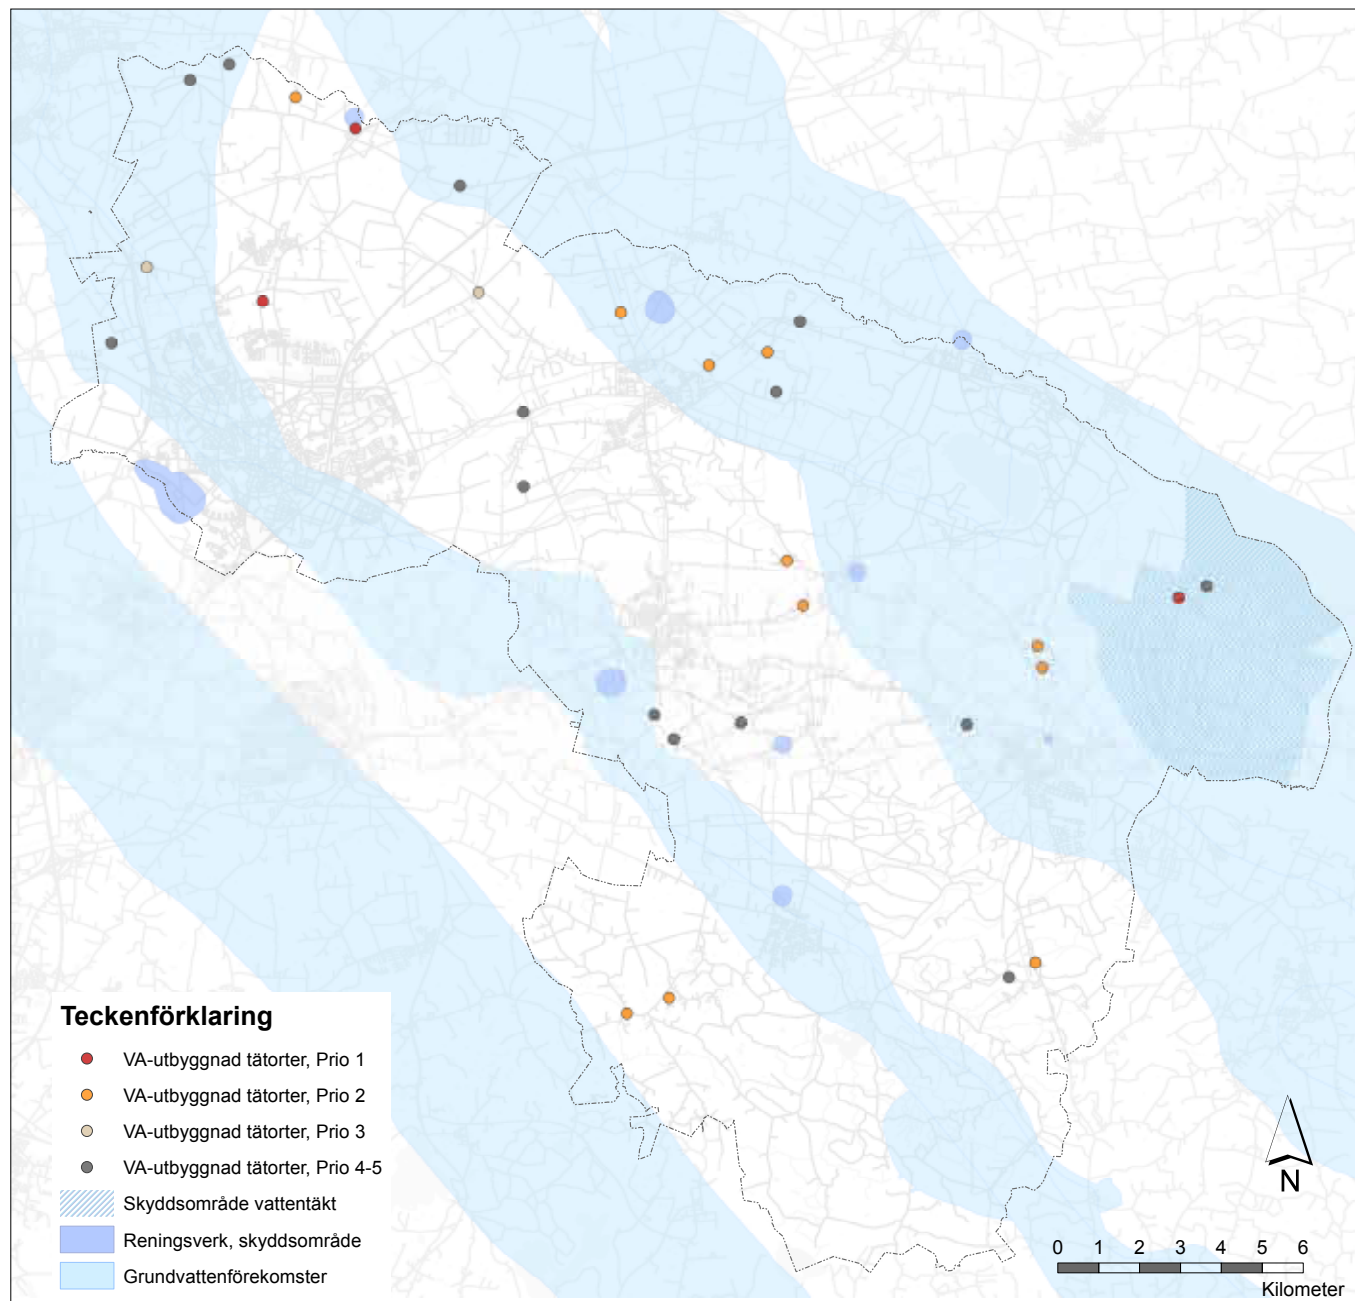 Teckenförklaring
VA-utbyggnad tätorter, Prio 1
VA-utbyggnad tätorter, Prio 2
VA-utbyggnad tätorter, Prio 3
VA-utbyggnad tätorter, Prio 4-5
Skyddsområde vattentäkt
Reningsverk, skyddsområde
Grundvattenförekomster
N
0 1 2 3 4 5 6
Kilometer